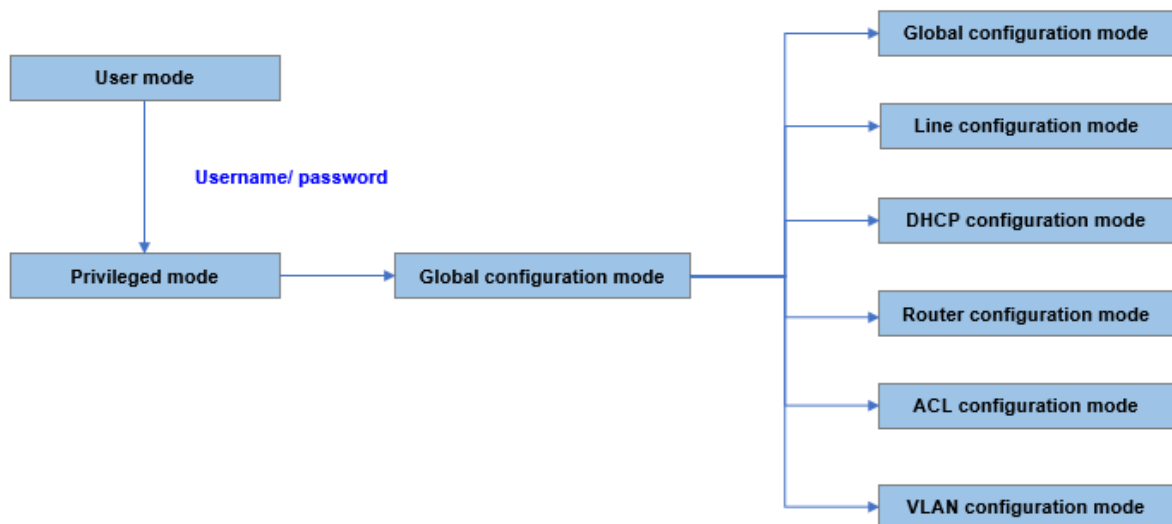 User mode
Username/ password
Privileged mode
Global configuration mode
Global configuration mode
Line configuration mode
DHCP configuration mode
Router configuration mode
ACL configuration mode
VLAN configuration mode